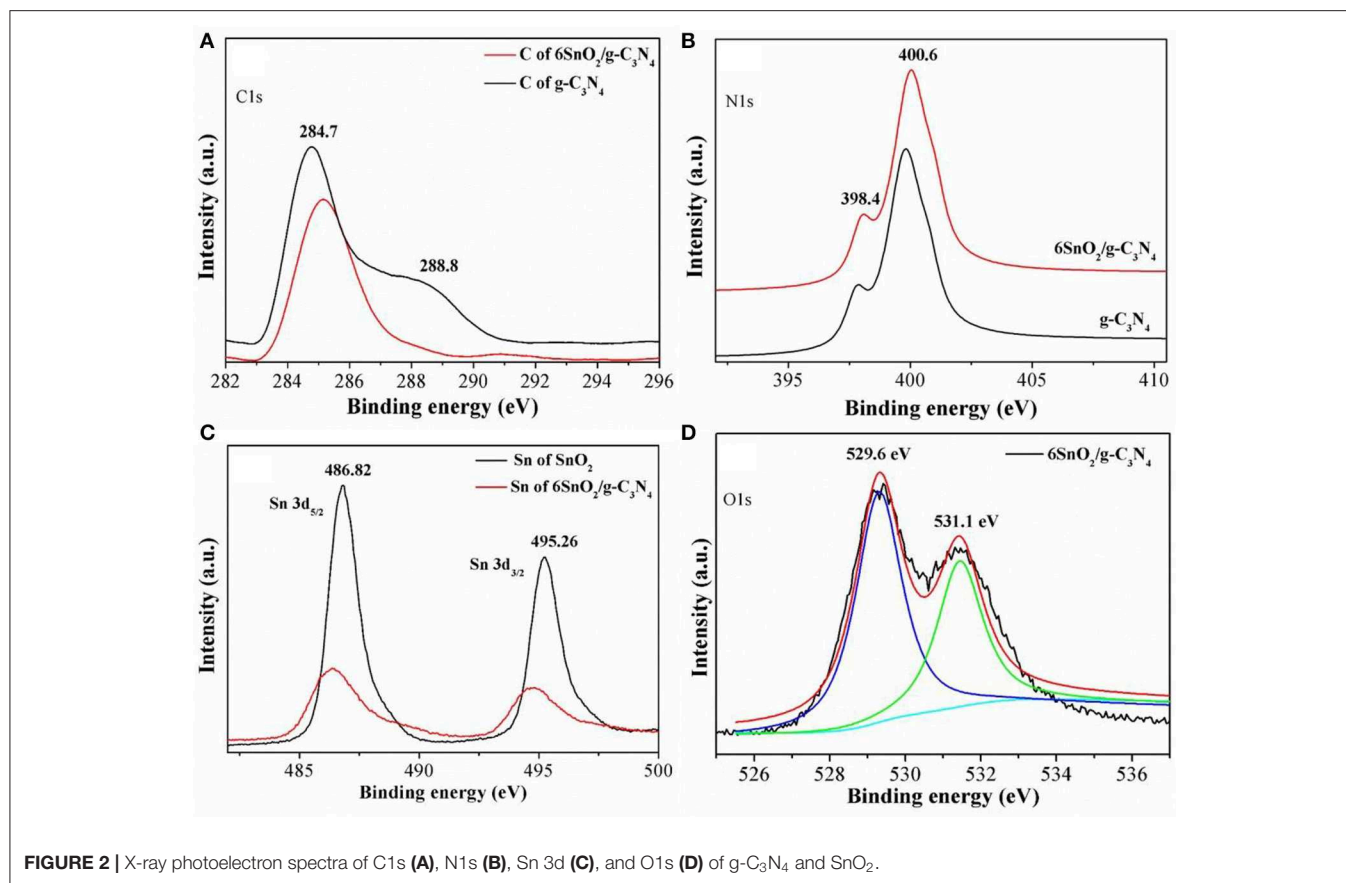 A
C of 6SnO₂/g-C₃N₄
C of g-C₃N₄
C1s
284.7
288.8
Intensity (a.u.)
282 284 286 288 290 292 294 296
Binding energy (eV)
B
400.6
N1s
398.4
6SnO₂/g-C₃N₄
g-C₃N₄
Intensity (a.u.)
395 400 405 410
Binding energy (eV)
C
Sn of SnO₂
Sn of 6SnO₂/g-C₃N₄
486.82
Sn 3d₅/₂
495.26
Sn 3d₃/₂
Intensity (a.u.)
485 490 495 500
Binding energy (eV)
D
529.6 eV
6SnO₂/g-C₃N₄
O1s
531.1 eV
Intensity (a.u.)
526 528 530 532 534 536
Binding energy (eV)
FIGURE 2 | X-ray photoelectron spectra of C1s (A), N1s (B), Sn 3d (C), and O1s (D) of g-C₃N₄ and SnO₂.